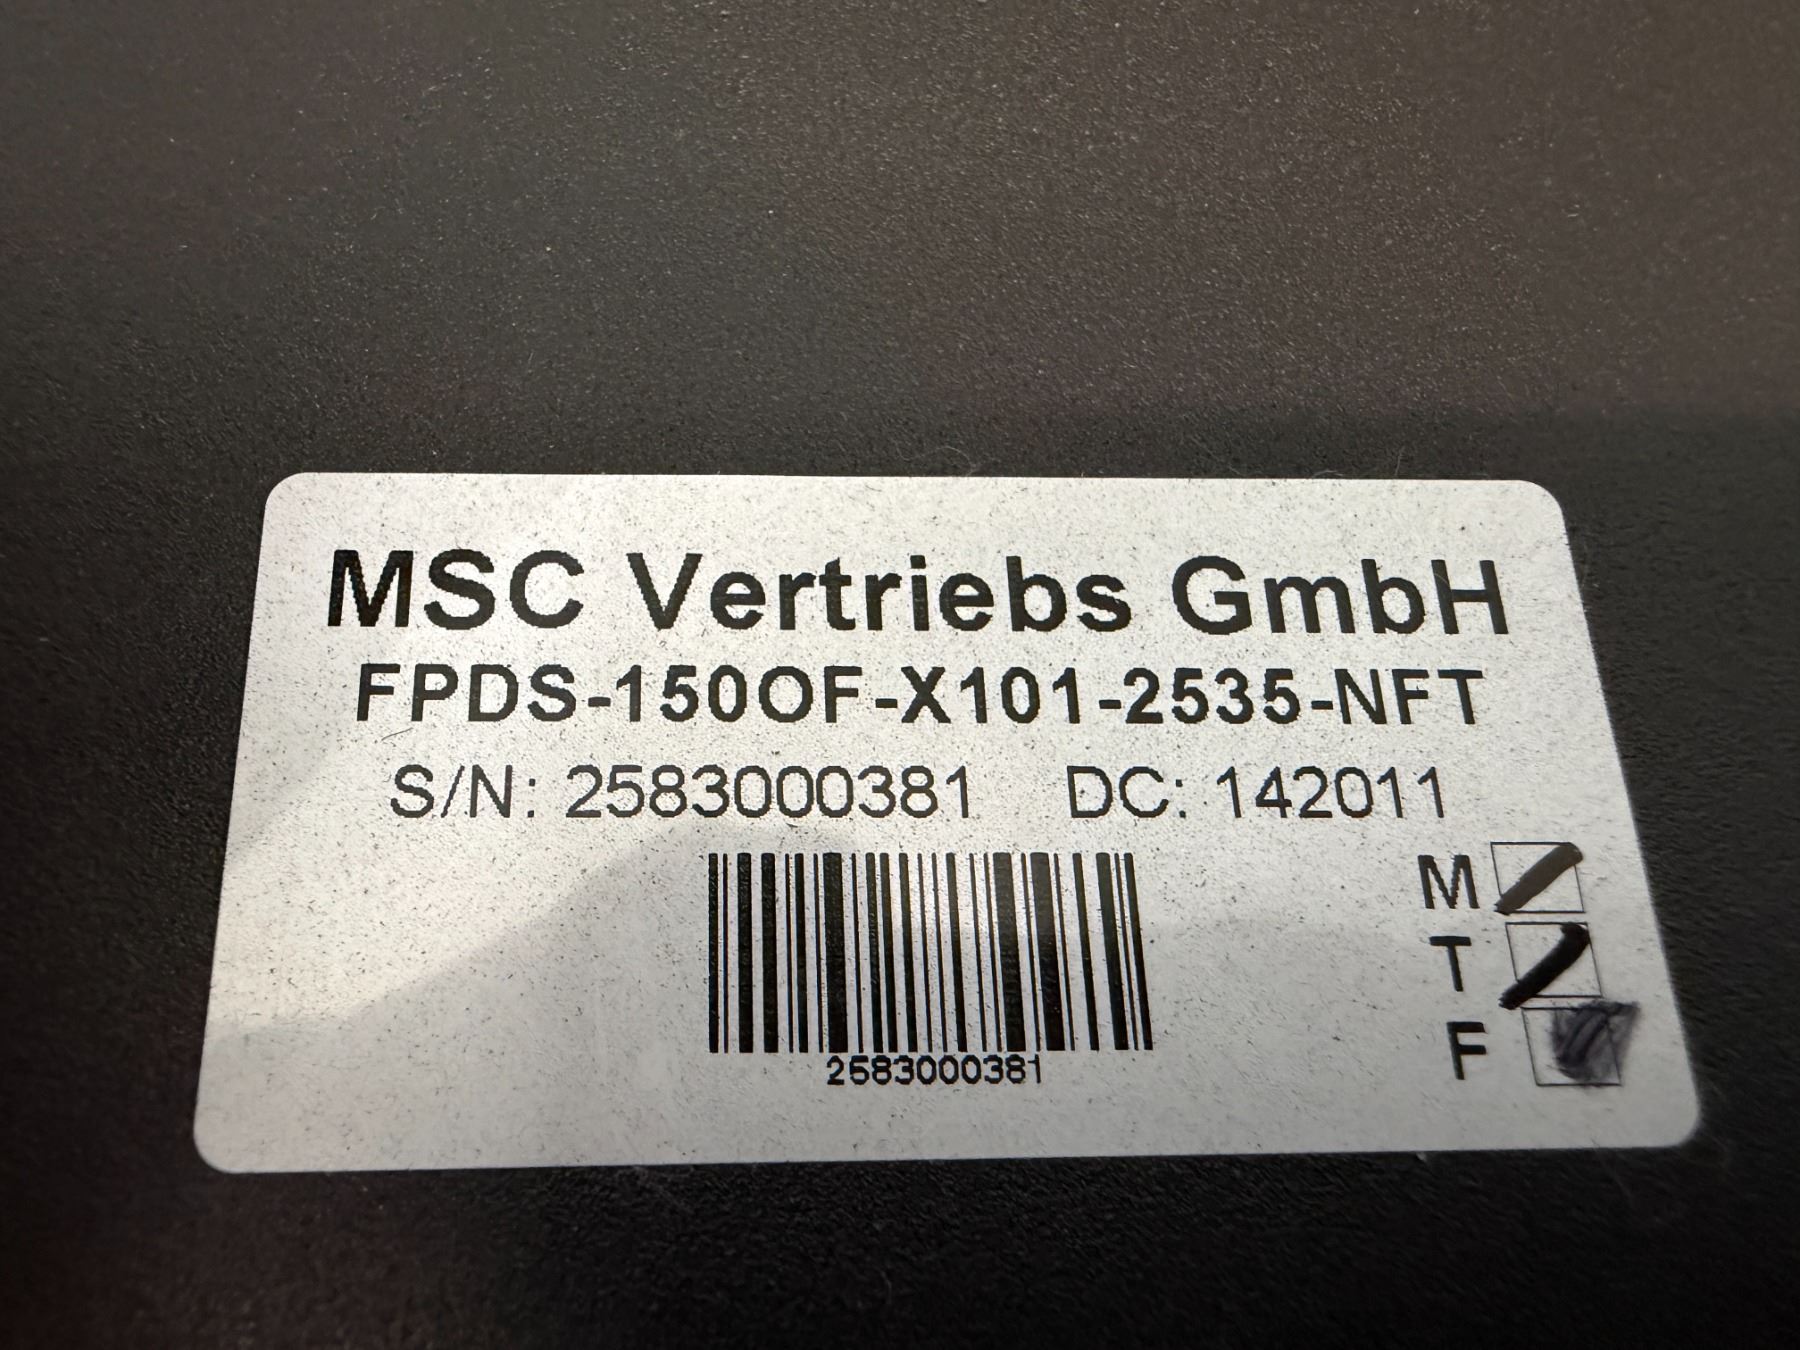 MSC Vertriebs GmbH
FPDS-150OF-X101-2535-NFT
S/N: 2583000381 DC: 142011
M
T
F
2583000381